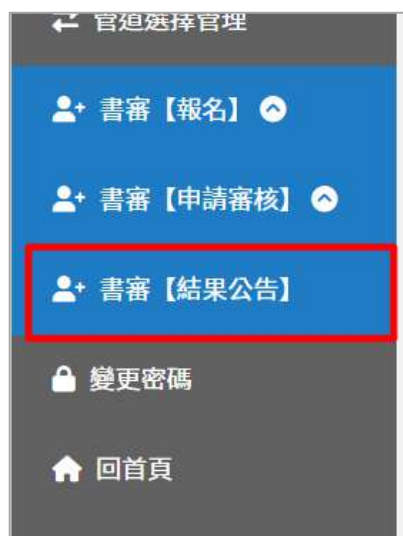 管道選擇管理
書審【報名】
書審【申請審核】
書審【結果公告】
變更密碼
回首頁